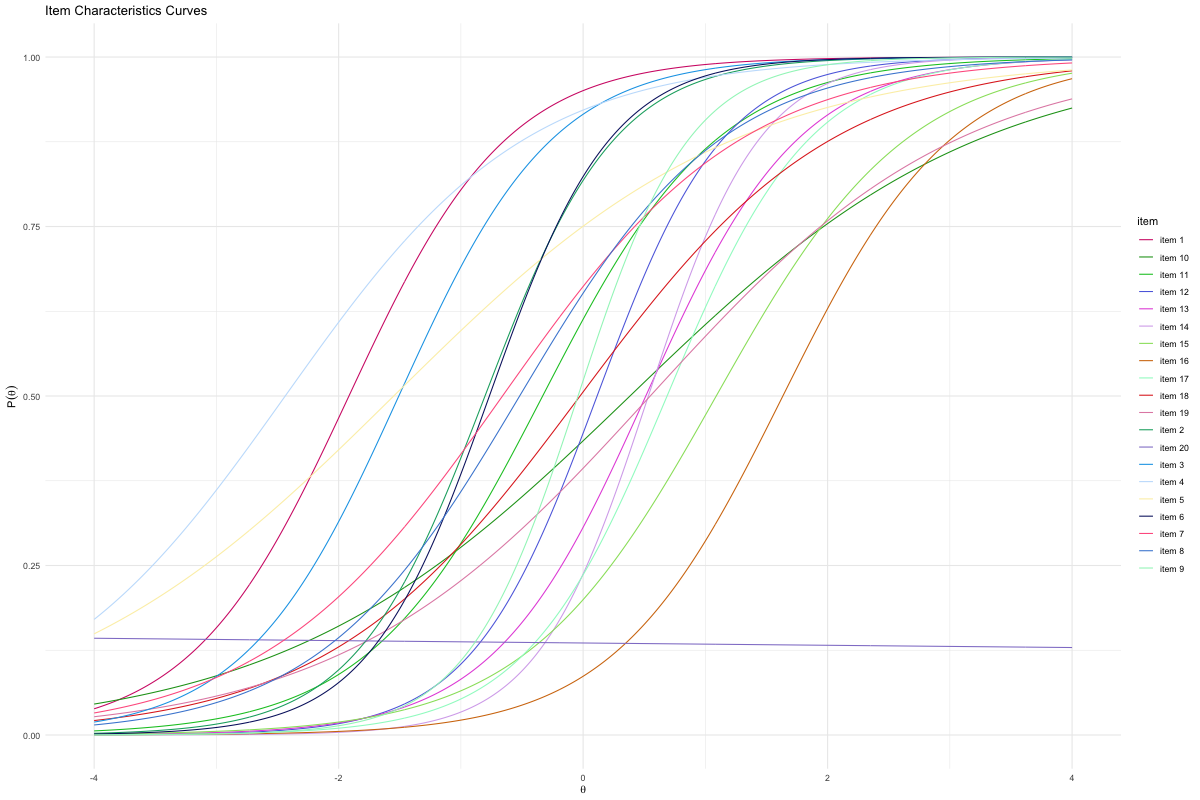 Item Characteristics Curves
P(θ)
1.00
0.75
0.50
0.25
0.00
-4
-2
0
2
4
θ
item
item 1
item 10
item 11
item 12
item 13
item 14
item 15
item 16
item 17
item 18
item 19
item 2
item 20
item 3
item 4
item 5
item 6
item 7
item 8
item 9